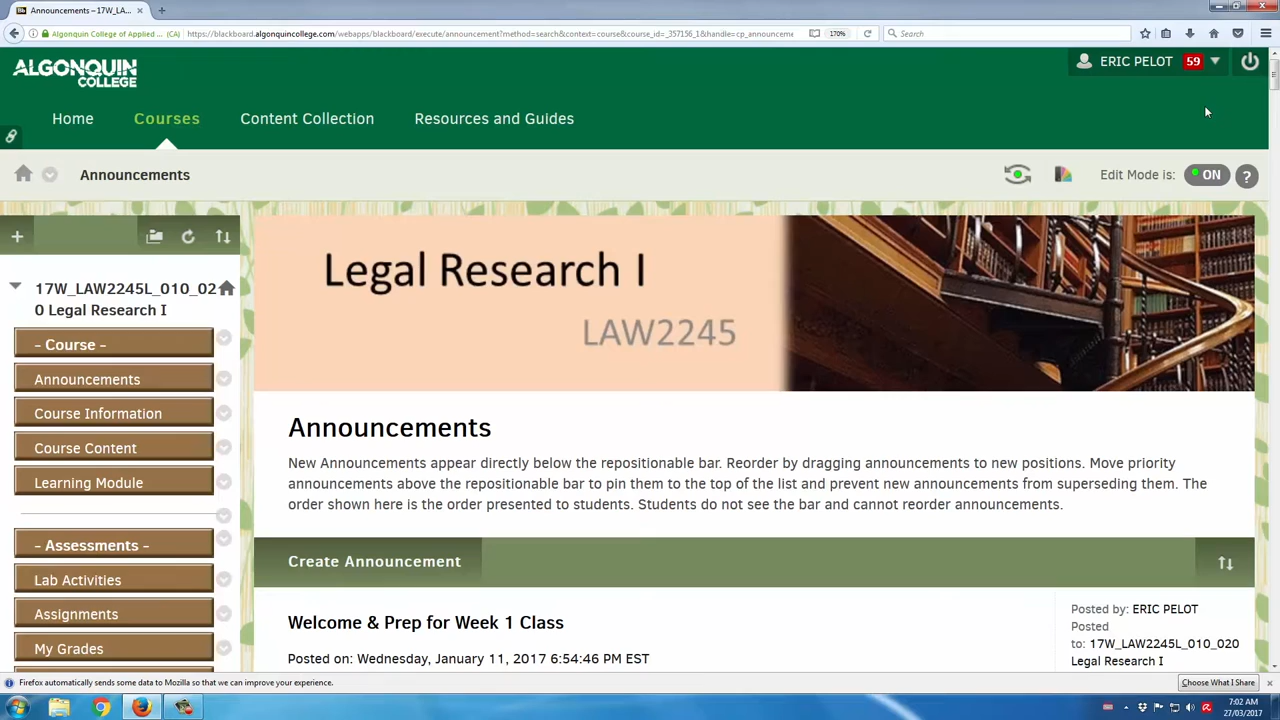 Announcements – 17W_LA...
Algonquin College of Applied ... (CA)
https://blackboard.algonquincollege.com/webapps/blackboard/execute/announcement?method=search&context=course&course_id=_357156_1&handle=cp_announceme
170%
Search
ALGONQUIN
COLLEGE
ERIC PELOT 59
Home
Courses
Content Collection
Resources and Guides
Announcements
Edit Mode is:
ON
?
Legal Research I
LAW2245
17W_LAW2245L_010_02
0 Legal Research I
– Course –
Announcements
Course Information
Course Content
Learning Module
– Assessments –
Lab Activities
Assignments
My Grades
Announcements
New Announcements appear directly below the repositionable bar. Reorder by dragging announcements to new positions. Move priority
announcements above the repositionable bar to pin them to the top of the list and prevent new announcements from superseding them. The
order shown here is the order presented to students. Students do not see the bar and cannot reorder announcements.
Create Announcement
Welcome & Prep for Week 1 Class
Posted on: Wednesday, January 11, 2017 6:54:46 PM EST
Posted by: ERIC PELOT
Posted
to: 17W_LAW2245L_010_020
Legal Research I
Firefox automatically sends some data to Mozilla so that we can improve your experience.
Choose What I Share
7:02 AM
27/03/2017